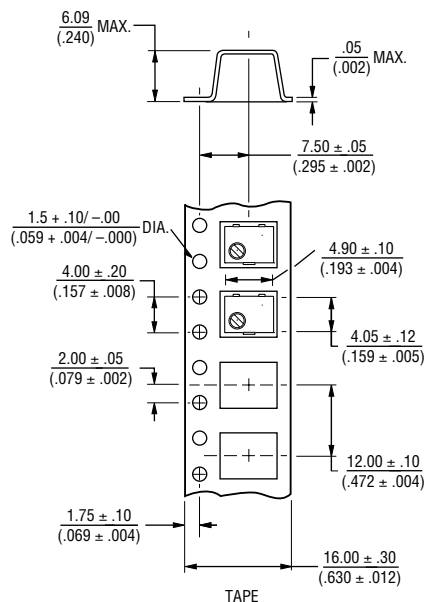 6.09
(.240) MAX.
.05
(.002) MAX.
7.50 ± .05
(.295 ± .002)
1.5 + .10/ –.00
(.059 + .004/ –.000) DIA.
4.90 ± .10
(.193 ± .004)
4.00 ± .20
(.157 ± .008)
4.05 ± .12
(.159 ± .005)
2.00 ± .05
(.079 ± .002)
12.00 ± .10
(.472 ± .004)
1.75 ± .10
(.069 ± .004)
16.00 ± .30
(.630 ± .012)
TAPE